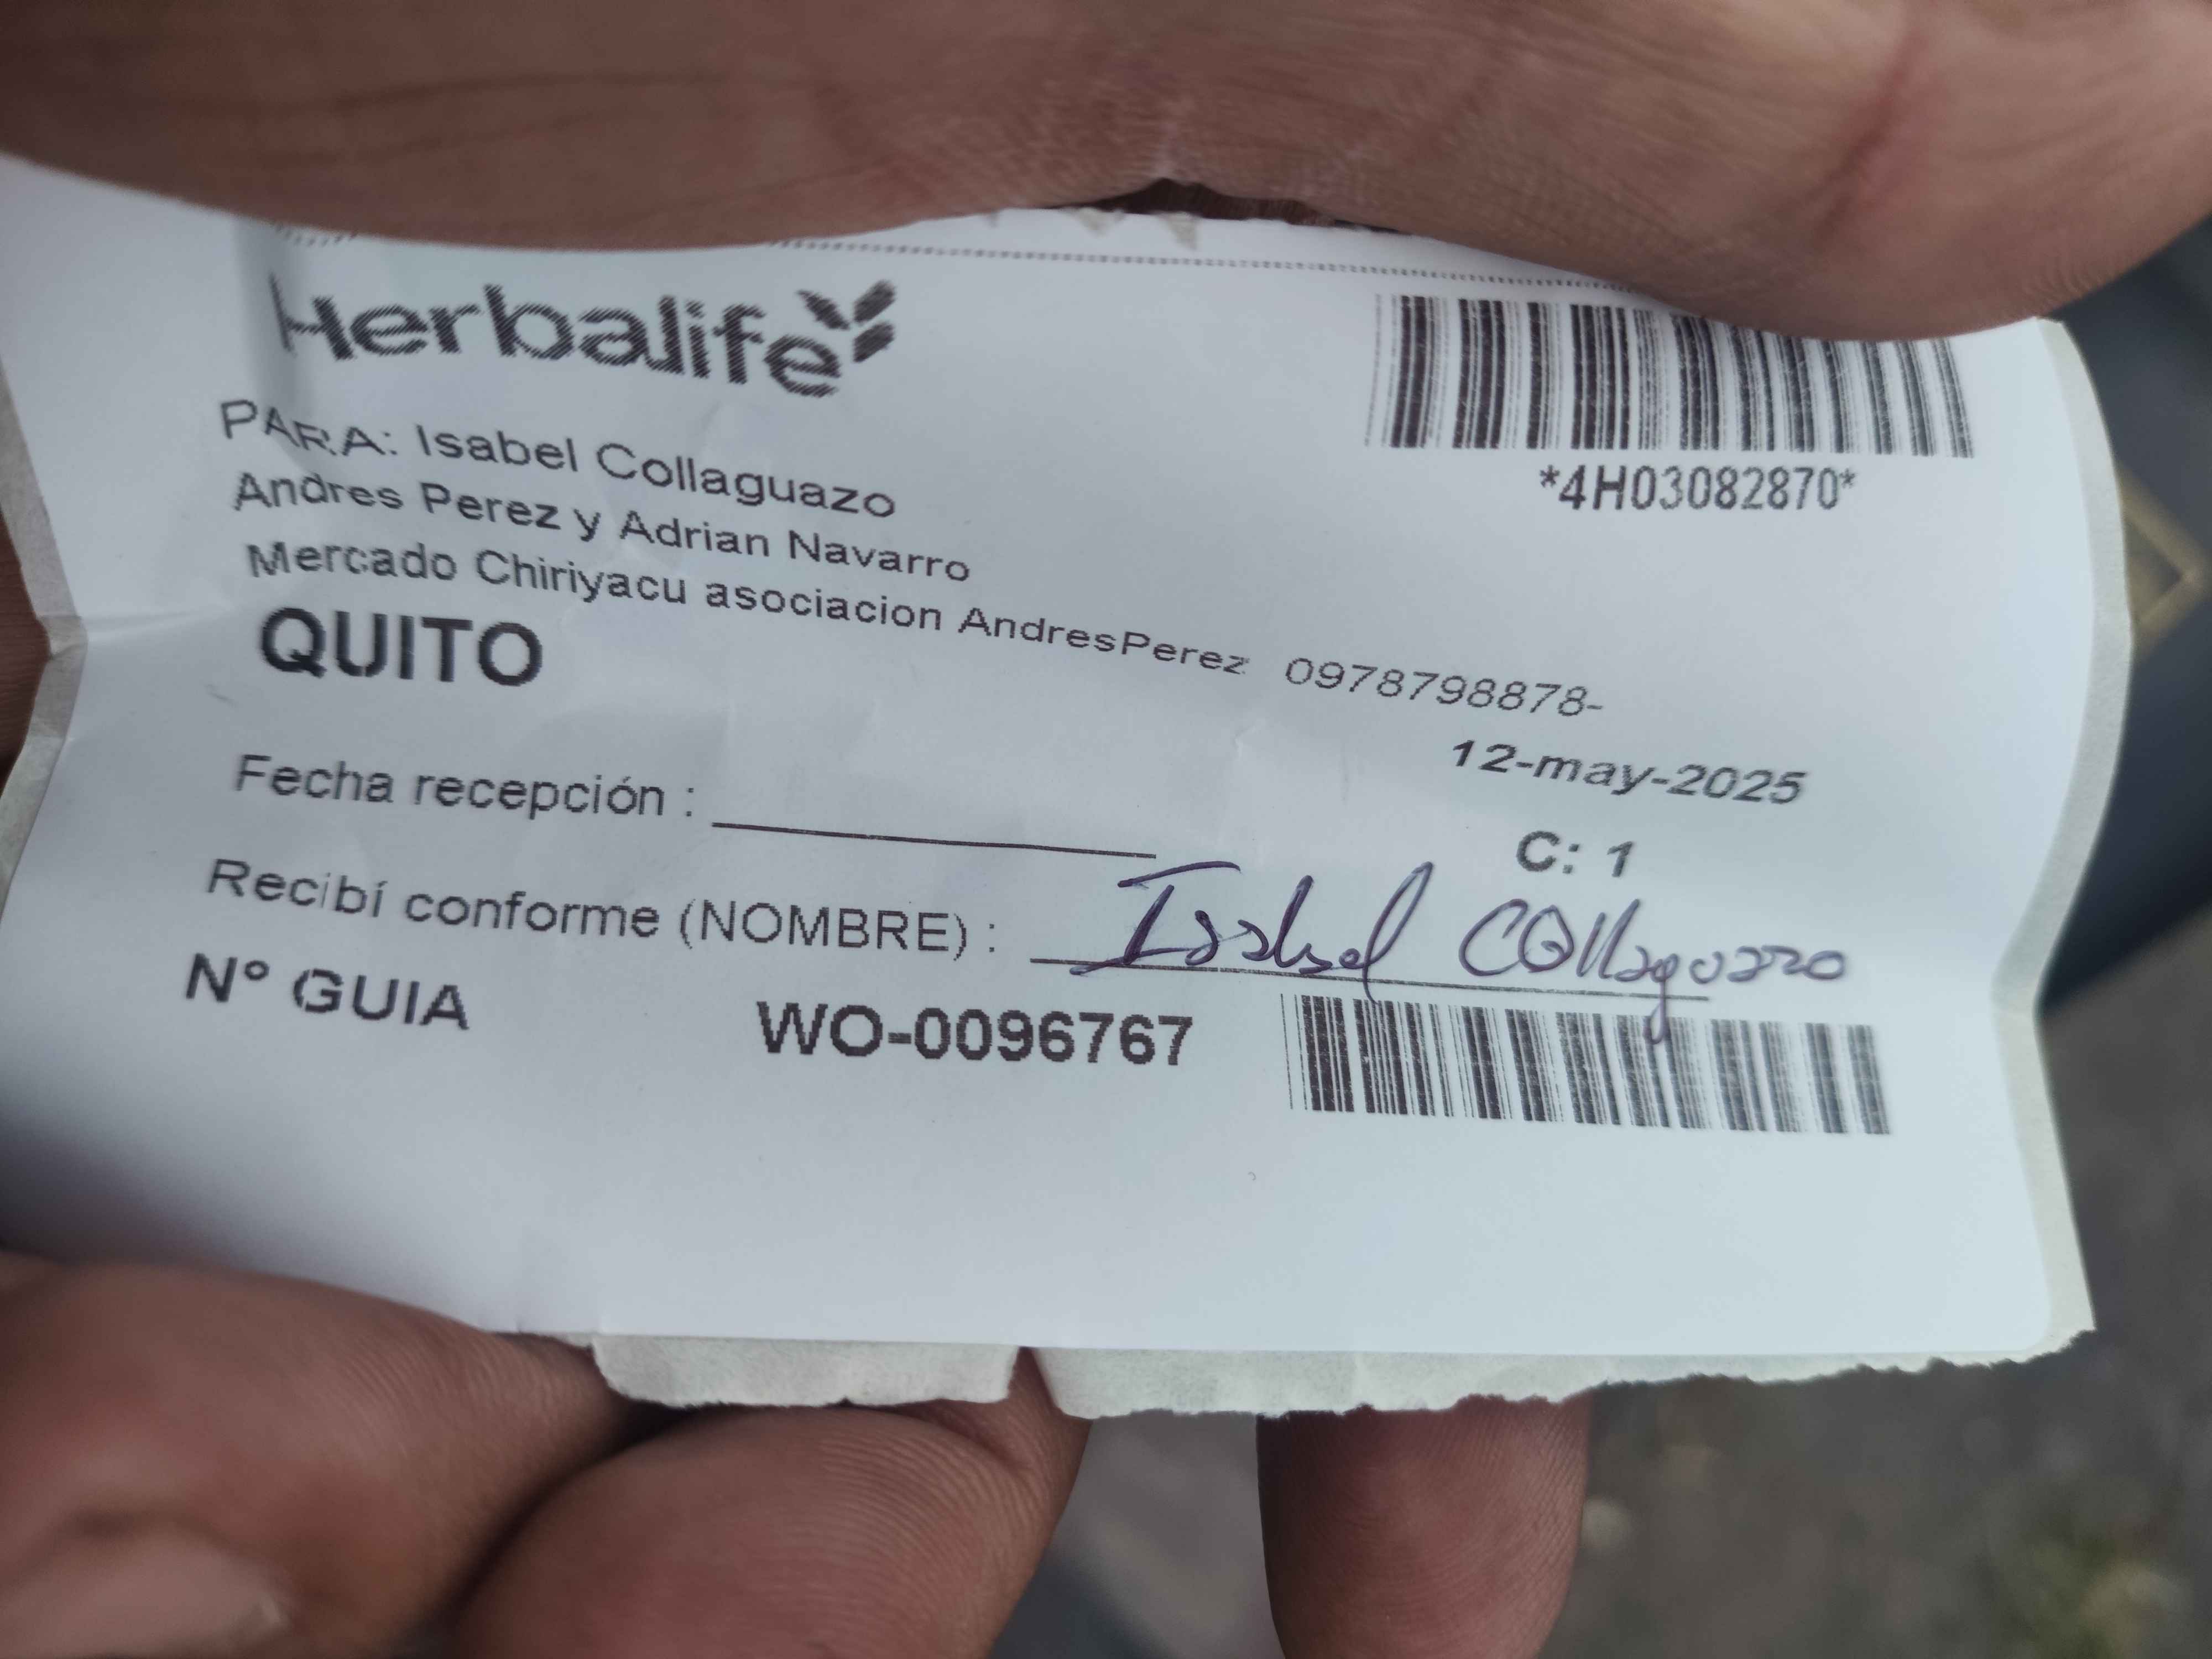 Herbalife
*4H03082870*
PARA: Isabel Collaguazo
Andres Perez y Adrian Navarro
Mercado Chiriyacu asociacion AndresPerez 0978798878-
QUITO
12-may-2025
Fecha recepción :
C: 1
Recibí conforme (NOMBRE) : Isabel Collaguazo
N° GUIA WO-0096767